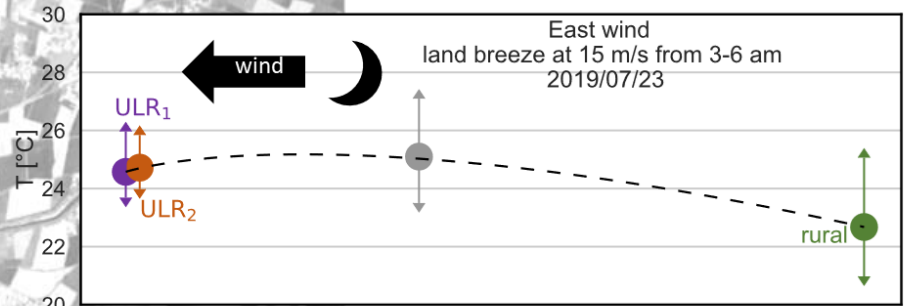 30
East wind
land breeze at 15 m/s from 3-6 am
2019/07/23
wind
28
ULR1
26
T [°C]
24
ULR2
rural
22
20